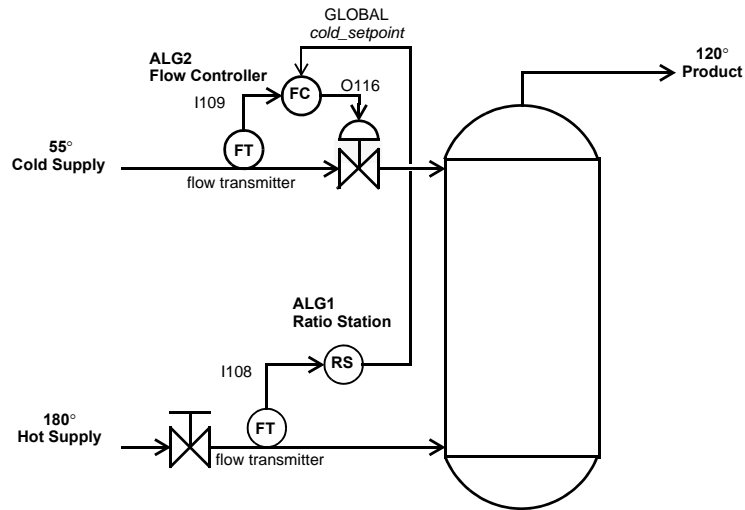 GLOBAL
cold_setpoint
ALG2
Flow Controller
I109
FC
O116
120°
Product
55°
Cold Supply
FT
flow transmitter
ALG1
Ratio Station
I108
RS
180°
Hot Supply
FT
flow transmitter